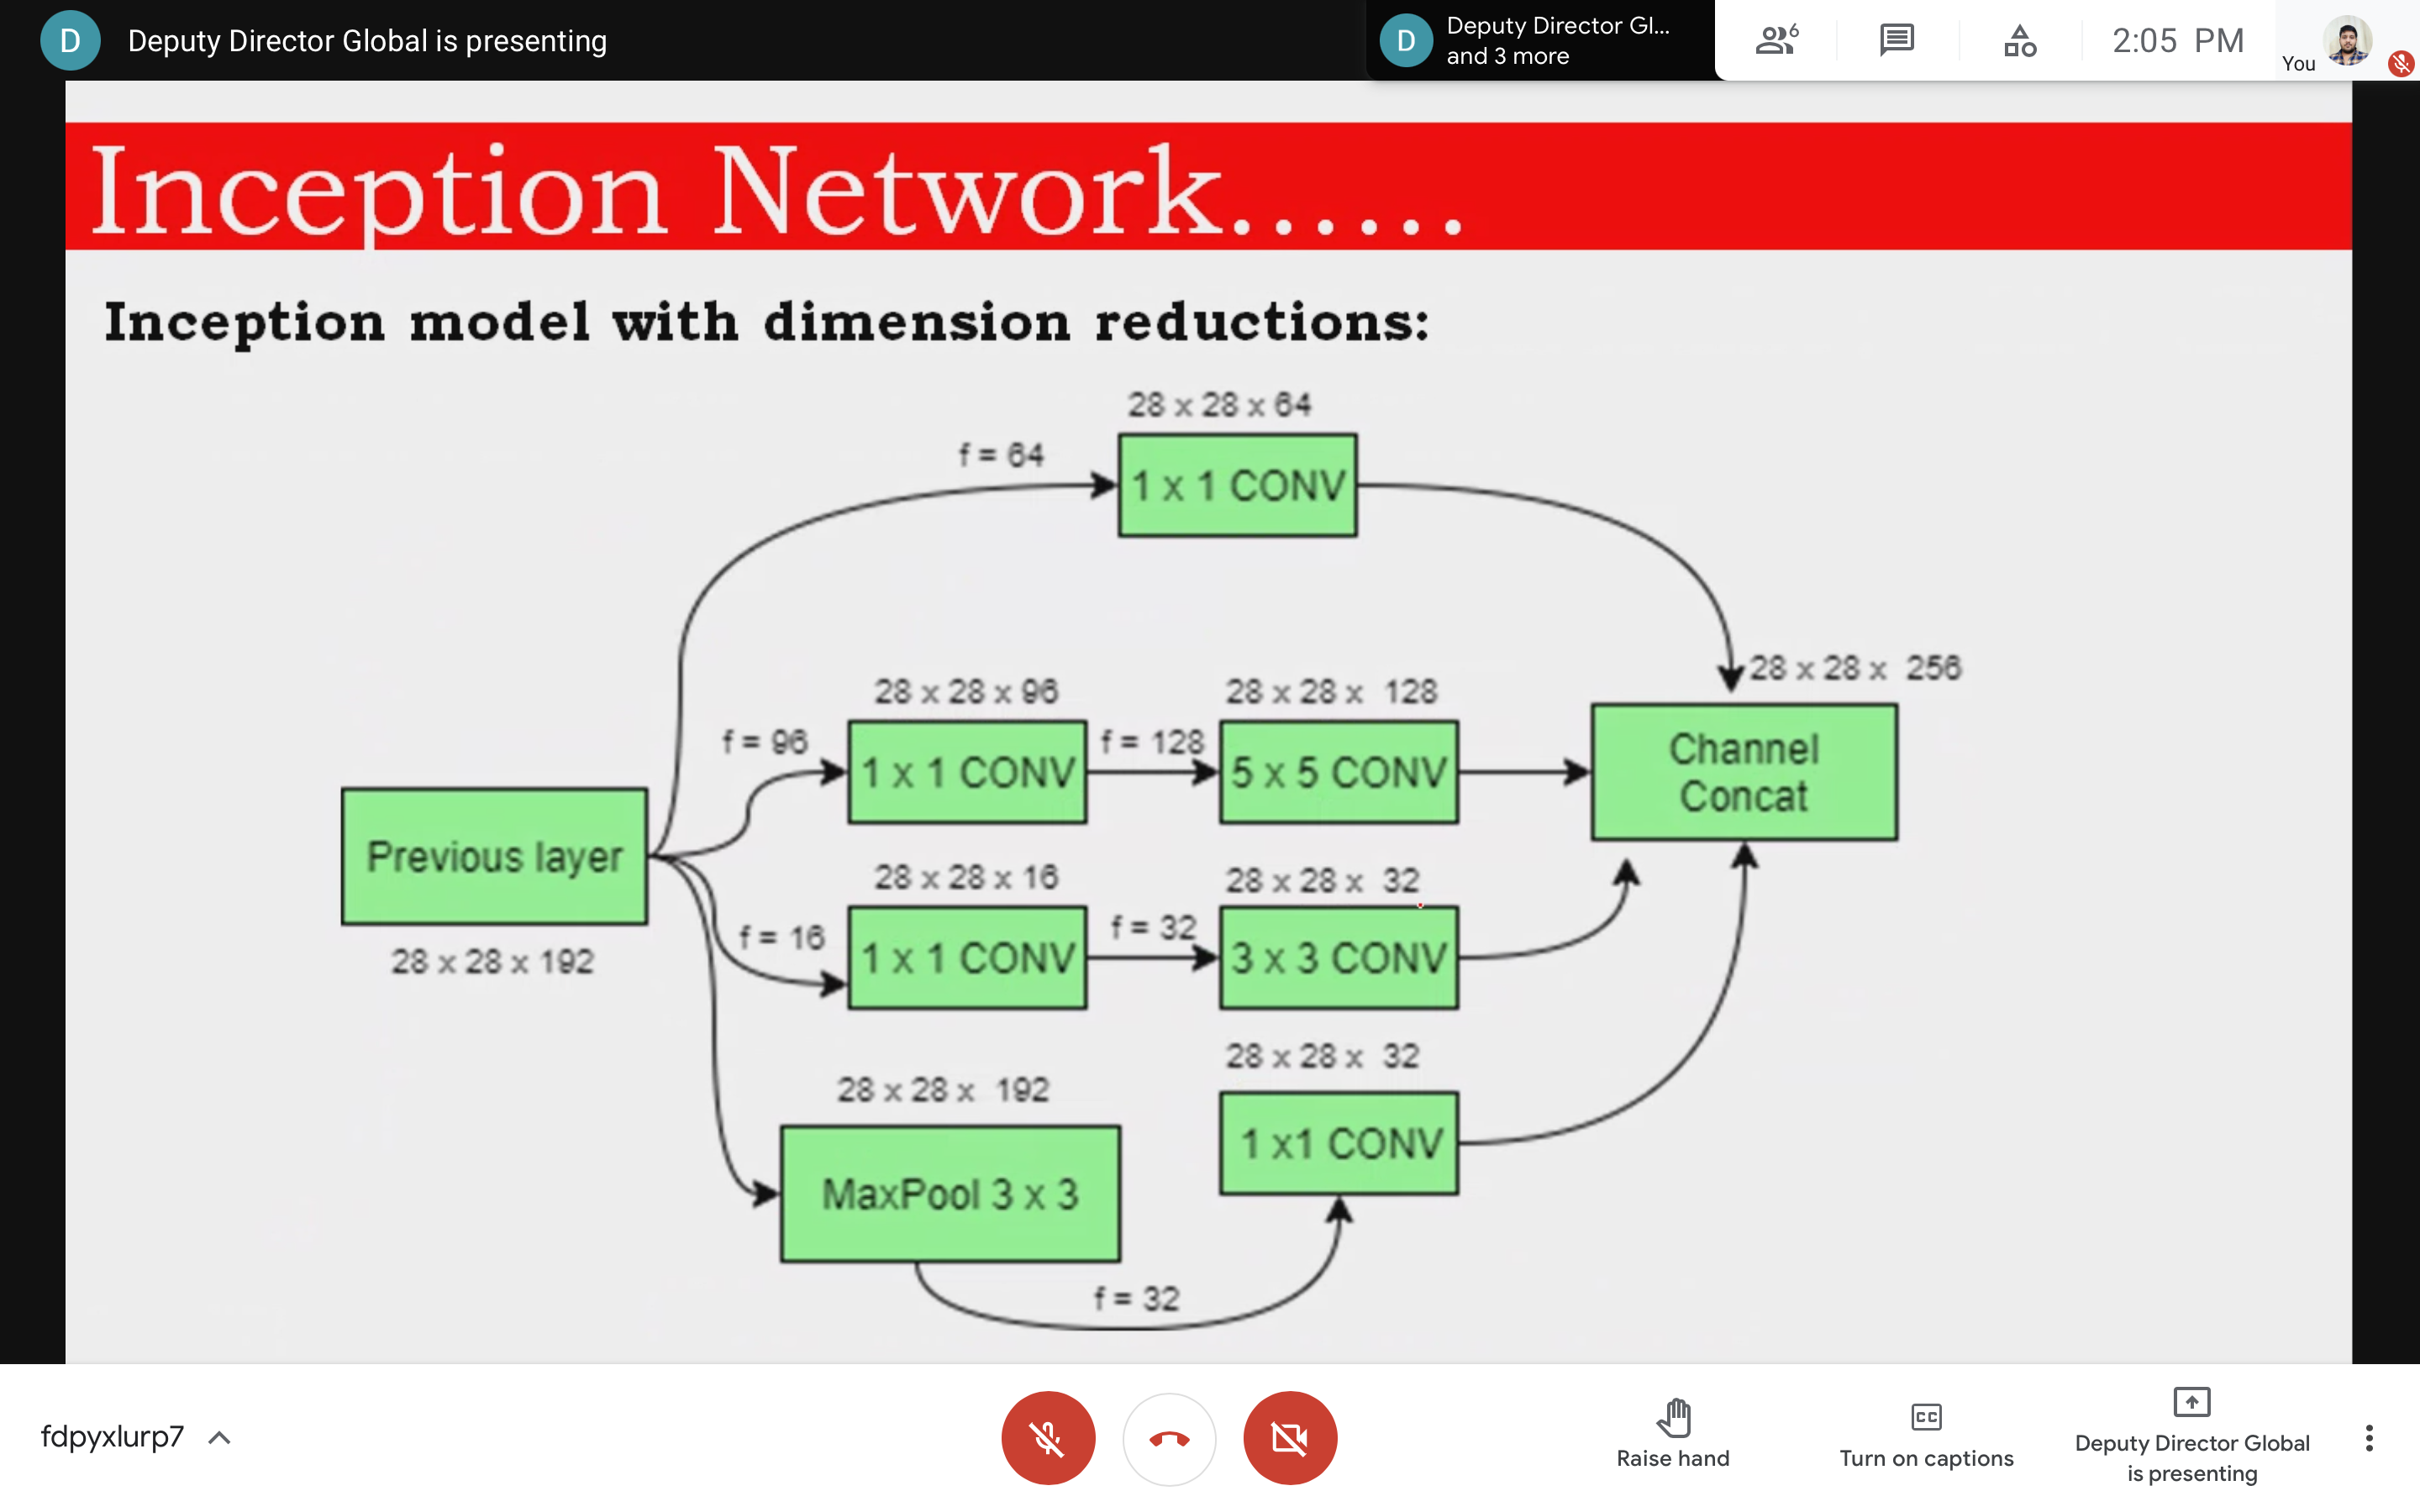 D Deputy Director Global is presenting
D Deputy Director Gl...
and 3 more
6
2:05 PM
You
Inception Network......
Inception model with dimension reductions:
28 x 28 x 64
f = 64
1 x 1 CONV
28 x 28 x 256
28 x 28 x 96
28 x 28 x 128
f = 96
f = 128
1 x 1 CONV
5 x 5 CONV
Channel
Concat
Previous layer
28 x 28 x 192
28 x 28 x 16
28 x 28 x 32
f = 16
f = 32
1 x 1 CONV
3 x 3 CONV
28 x 28 x 32
28 x 28 x 192
1 x1 CONV
MaxPool 3 x 3
f = 32
fdpyxlurp7
Raise hand
CC
Turn on captions
Deputy Director Global
is presenting